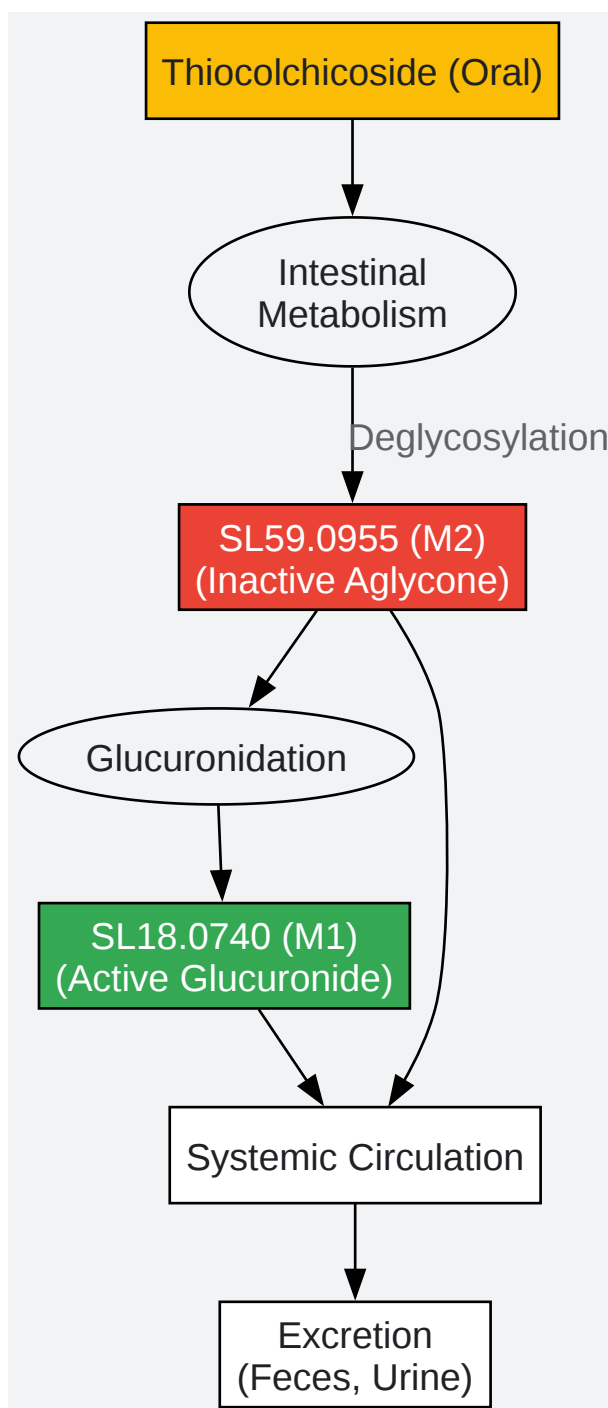 Thiocolchicoside (Oral)
Intestinal
Metabolism
Deglycosylation
SL59.0955 (M2)
(Inactive Aglycone)
Glucuronidation
SL18.0740 (M1)
(Active Glucuronide)
Systemic Circulation
Excretion
(Feces, Urine)